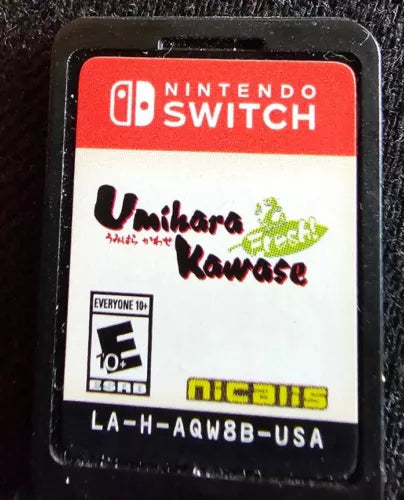 NINTENDO
SWITCH
Umihara
Fresh!
うみはら かわせ
Kawase
EVERYONE 10+
E
10+
ESRB
nicalis
LA-H-AQW8B-USA